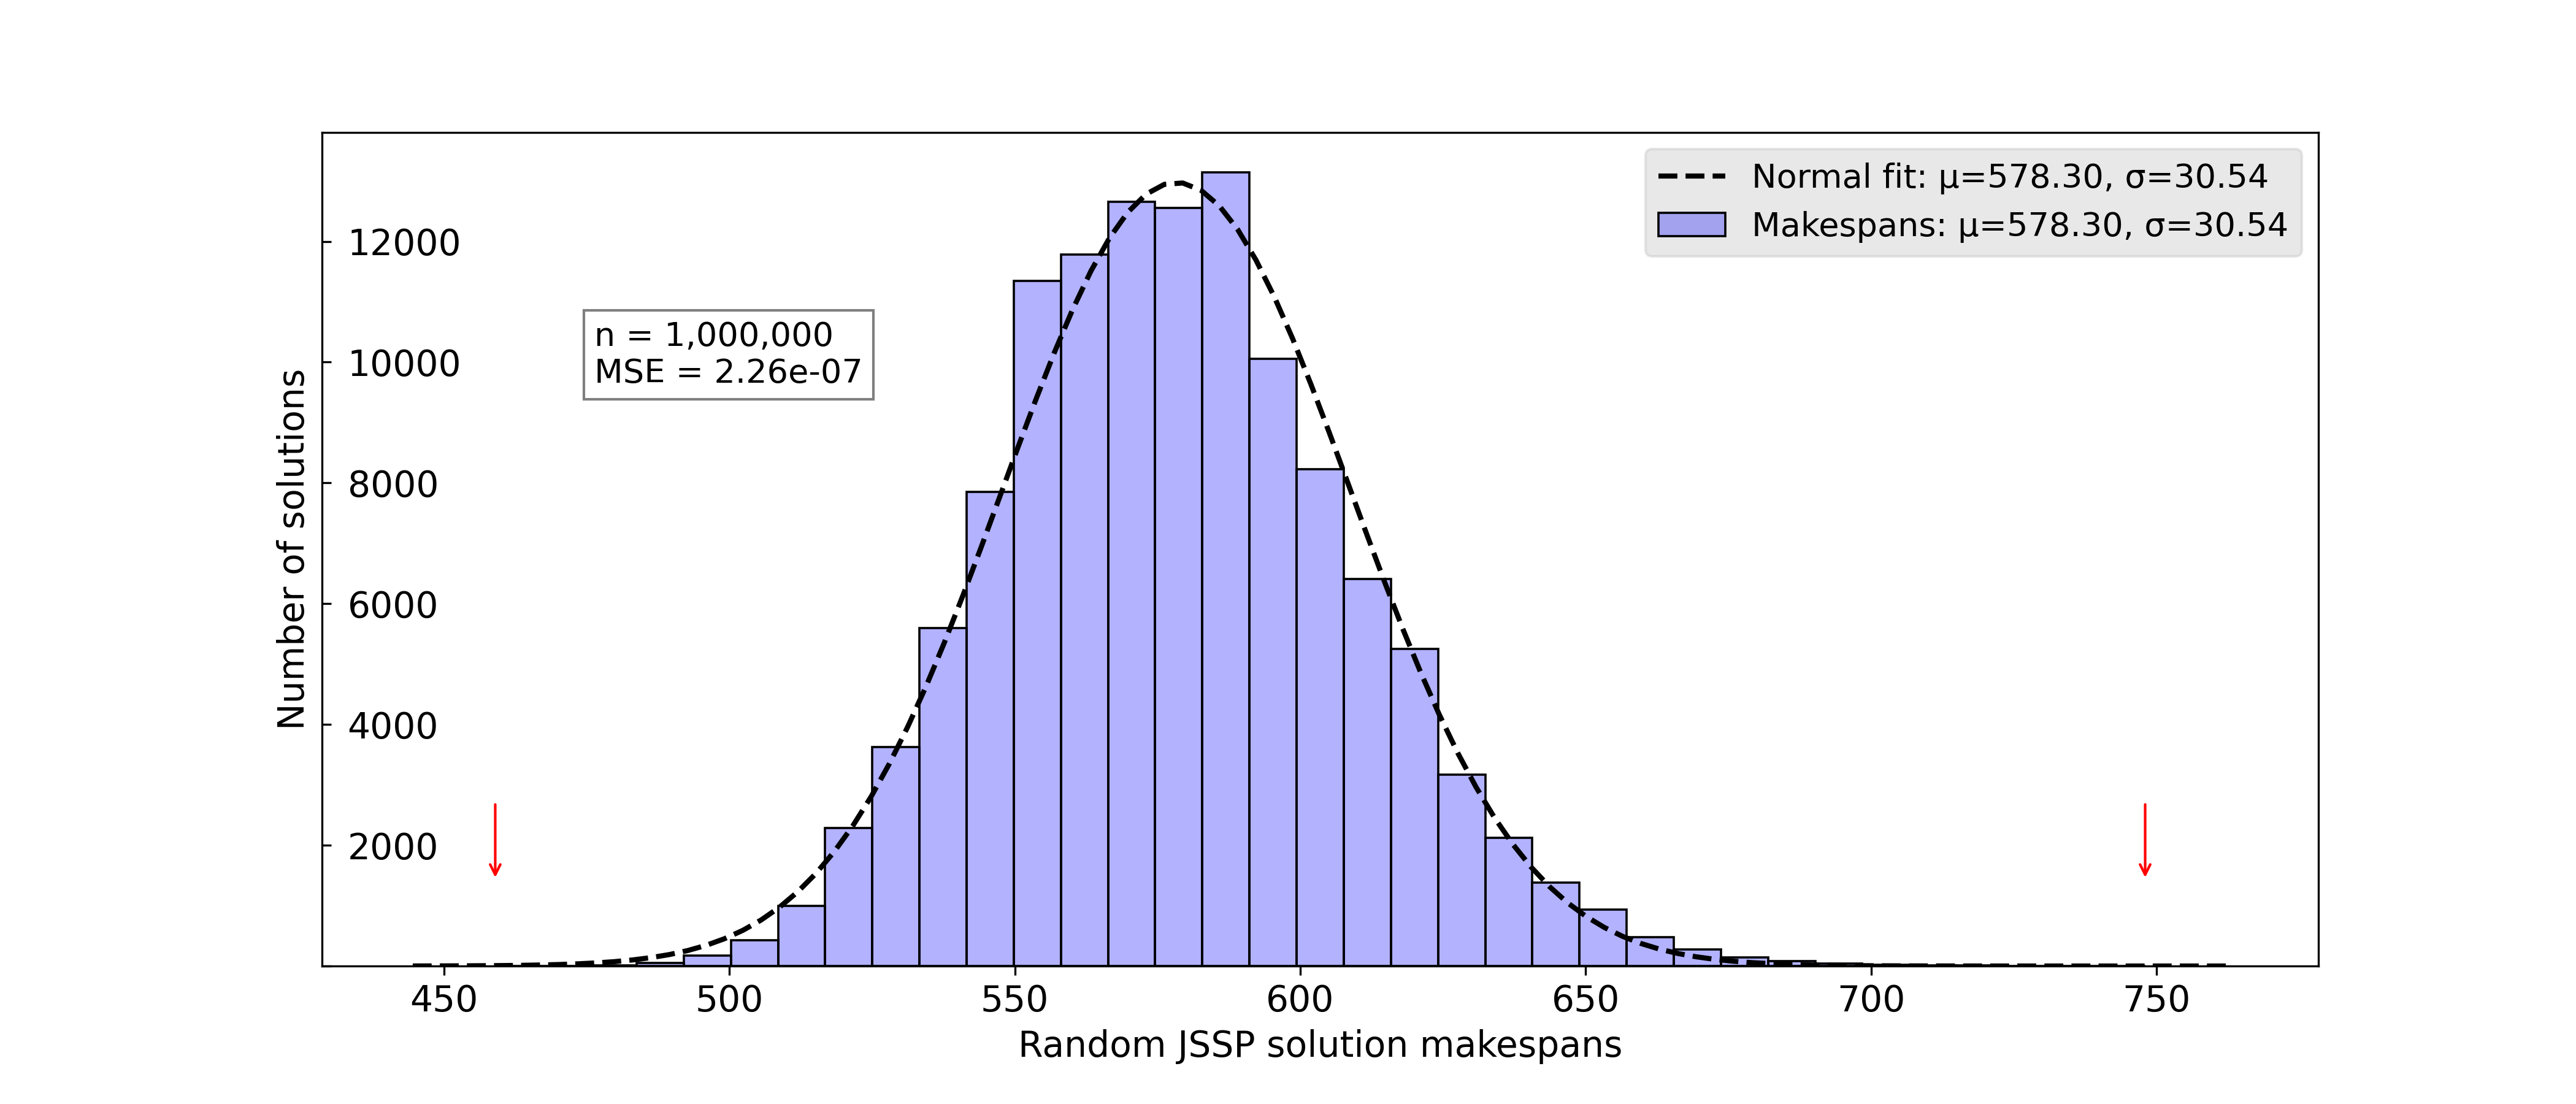 Normal fit: μ=578.30, σ=30.54
Makespans: μ=578.30, σ=30.54
n = 1,000,000
MSE = 2.26e-07
Number of solutions
12000
10000
8000
6000
4000
2000
450 500 550 600 650 700 750
Random JSSP solution makespans